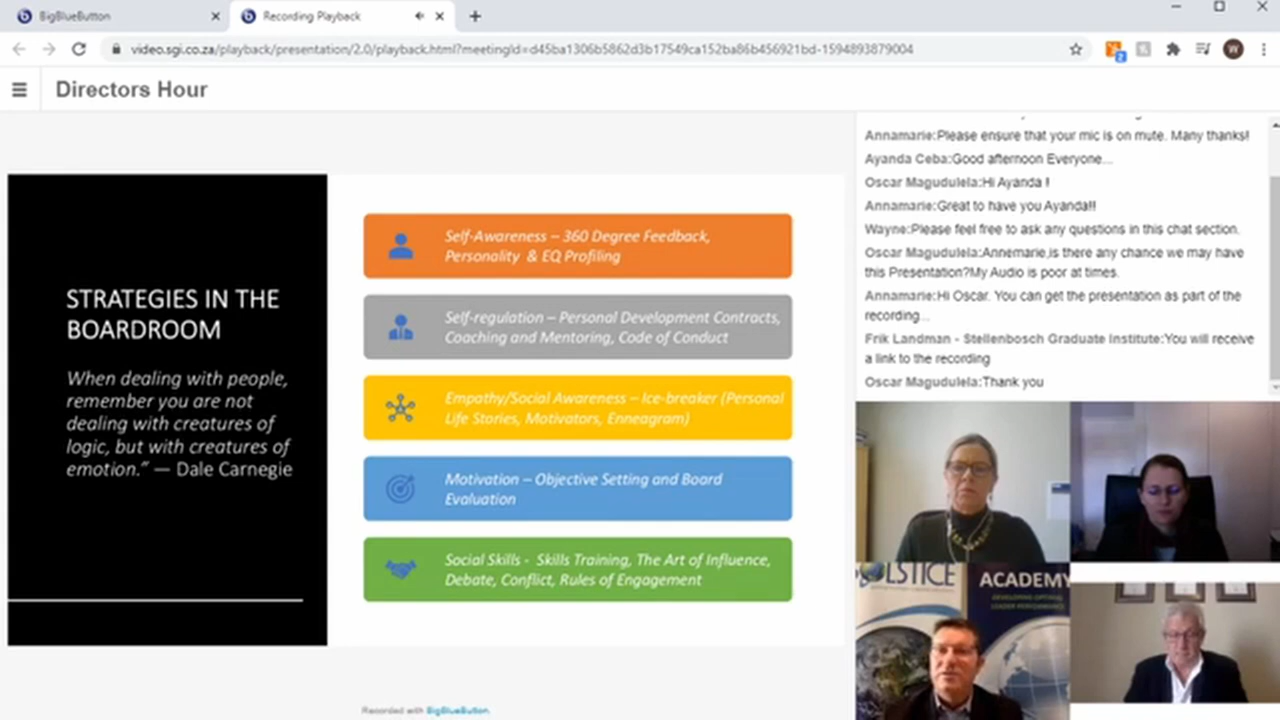 BigBlueButton
Recording Playback
video.sgi.co.za/playback/presentation/2.0/playback.html?meetingId=d45ba1306b5862d3b17549ca152ba86b456921bd-1594893879004
2
W
Directors Hour
STRATEGIES IN THE
BOARDROOM
When dealing with people,
remember you are not
dealing with creatures of
logic, but with creatures of
emotion.” — Dale Carnegie
Self-Awareness – 360 Degree Feedback,
Personality & EQ Profiling
Self-regulation – Personal Development Contracts,
Coaching and Mentoring, Code of Conduct
Empathy/Social Awareness – Ice-breaker (Personal
Life Stories, Motivators, Enneagram)
Motivation – Objective Setting and Board
Evaluation
Social Skills - Skills Training, The Art of Influence,
Debate, Conflict, Rules of Engagement
Recorded with BigBlueButton.
Annamarie:Please ensure that your mic is on mute. Many thanks!
Ayanda Ceba:Good afternoon Everyone...
Oscar Magudulela:Hi Ayanda !
Annamarie:Great to have you Ayanda!!!
Wayne:Please feel free to ask any questions in this chat section.
Oscar Magudulela:Annemarie,is there any chance we may have
this Presentation?My Audio is poor at times.
Annamarie:Hi Oscar. You can get the presentation as part of the
recording...
Frik Landman - Stellenbosch Graduate Institute:You will receive
a link to the recording
Oscar Magudulela:Thank you
OLSTICE
ACADEMY
DEVELOPING OPTIMAL
LEADER PERFORMANCE